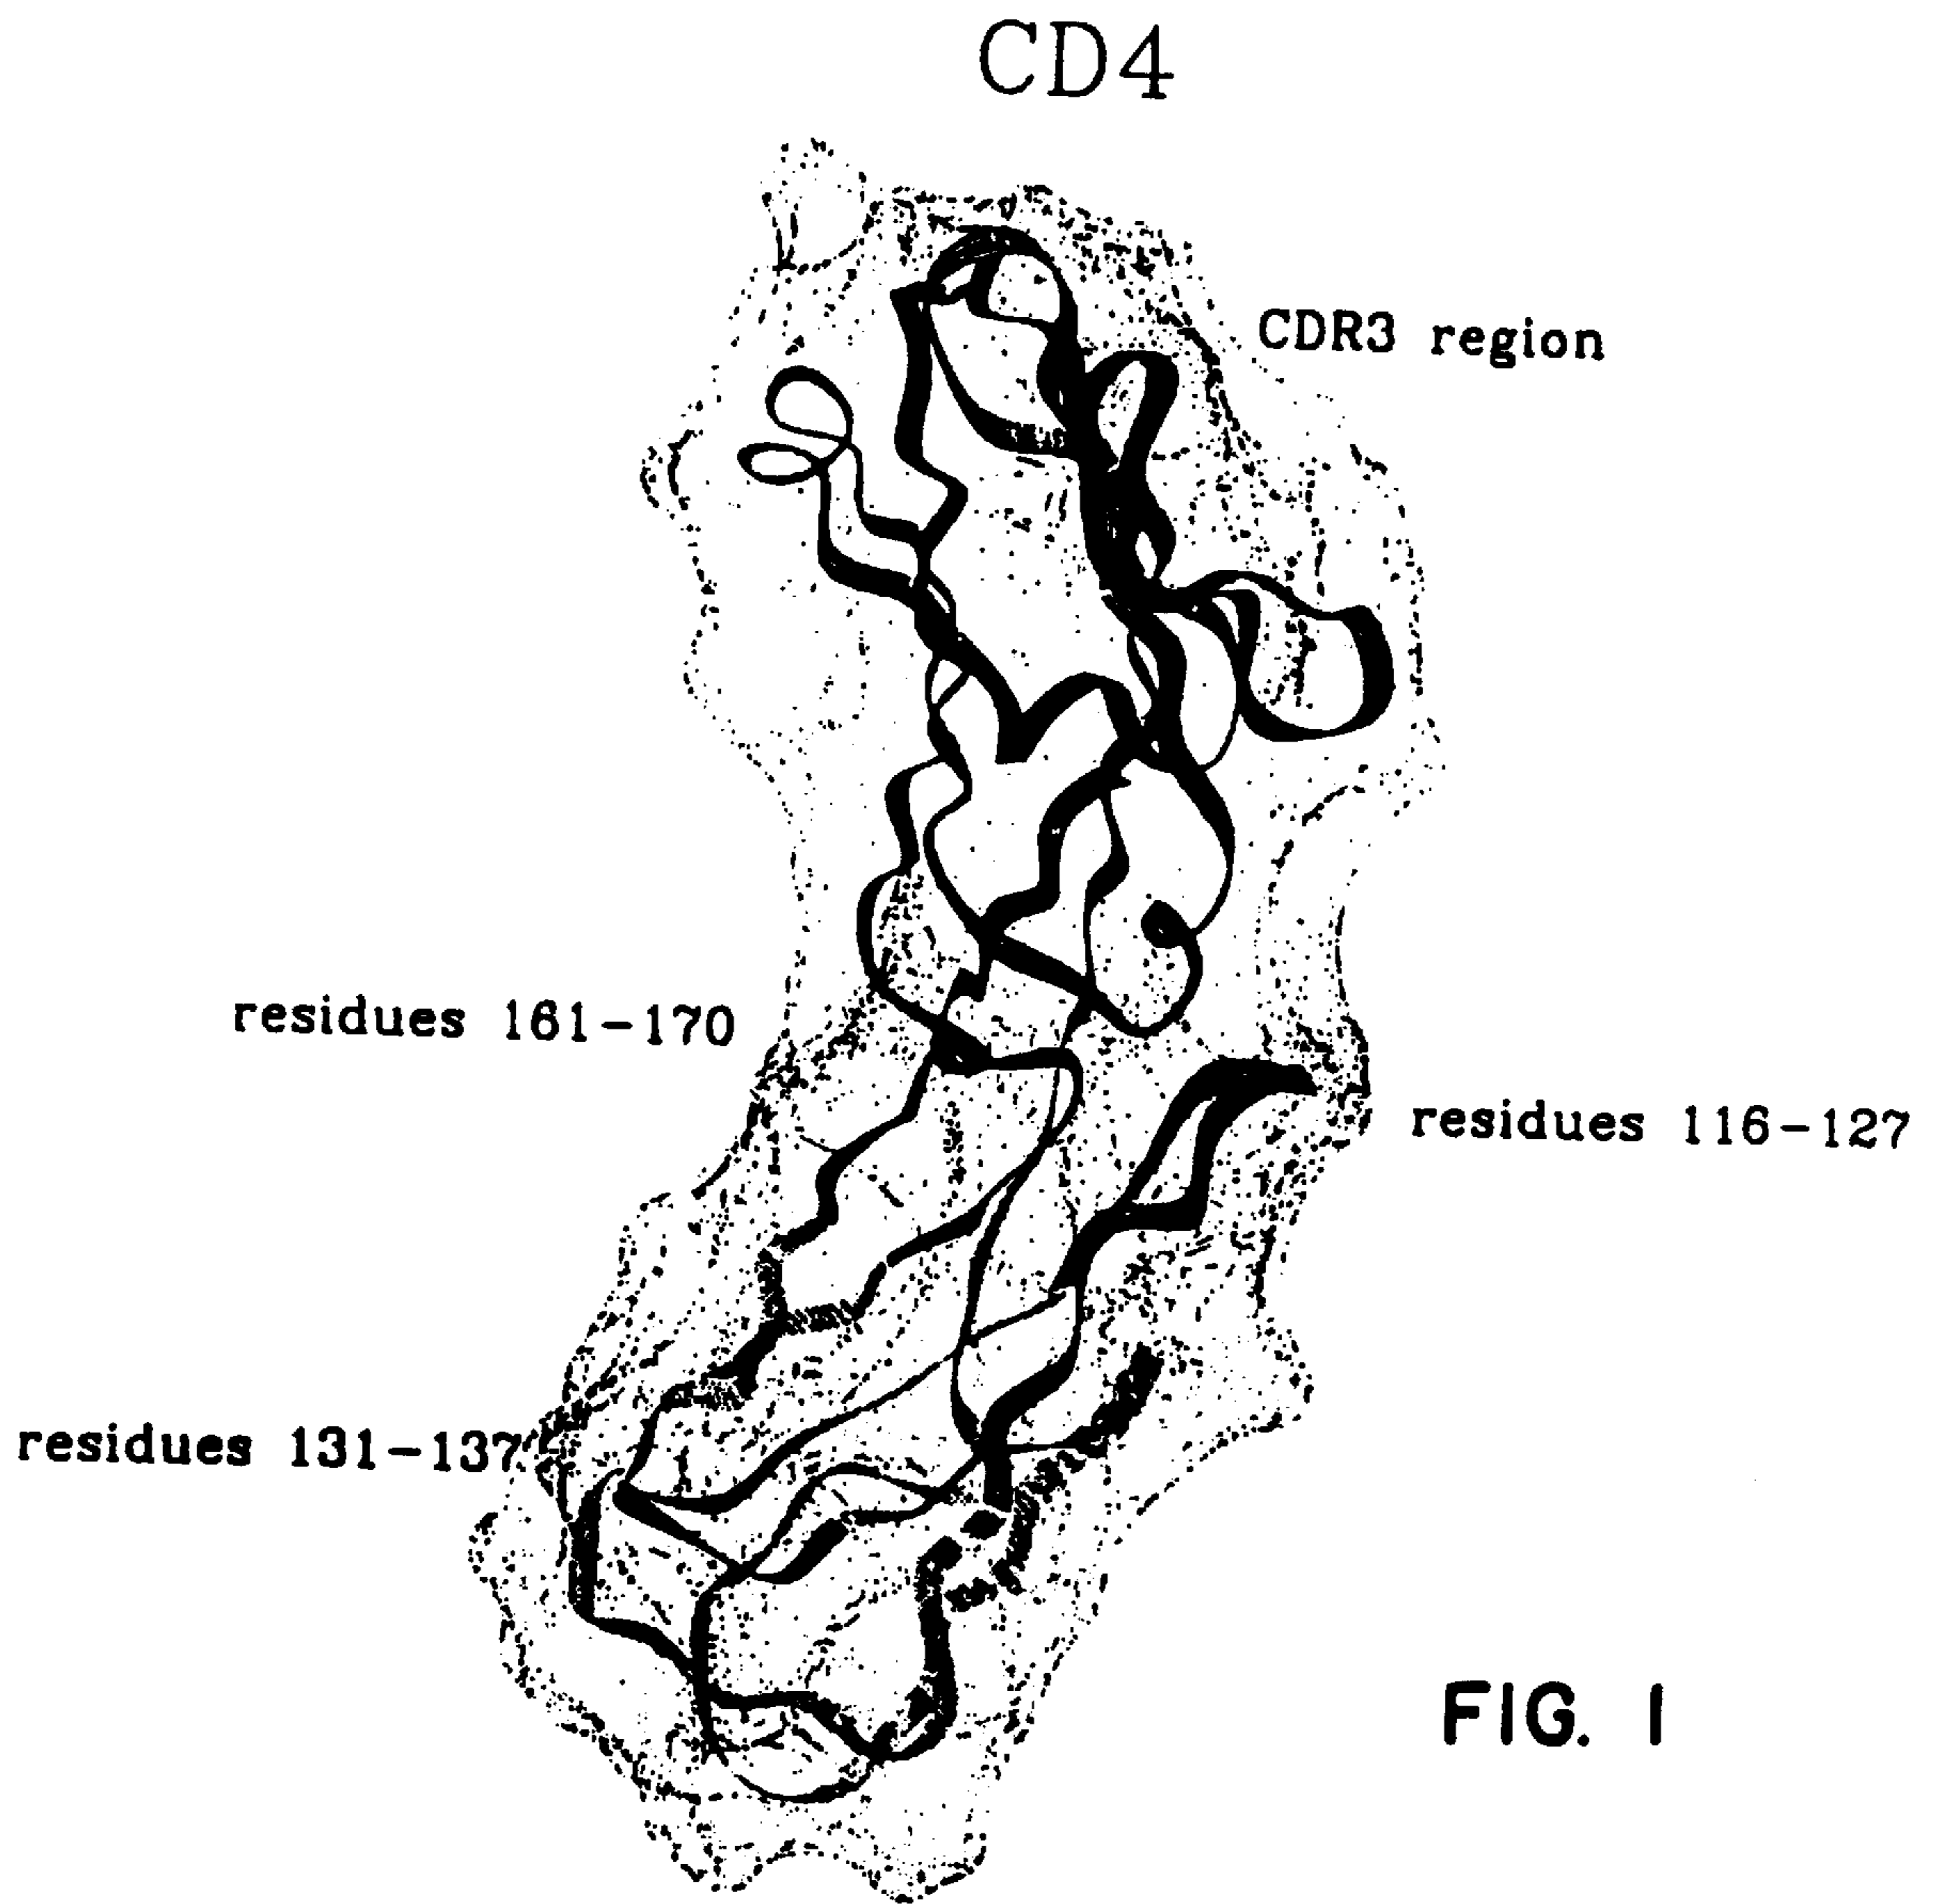 CD4
CDR3 region
residues 161-170
residues 116-127
residues 131-137
FIG. 1